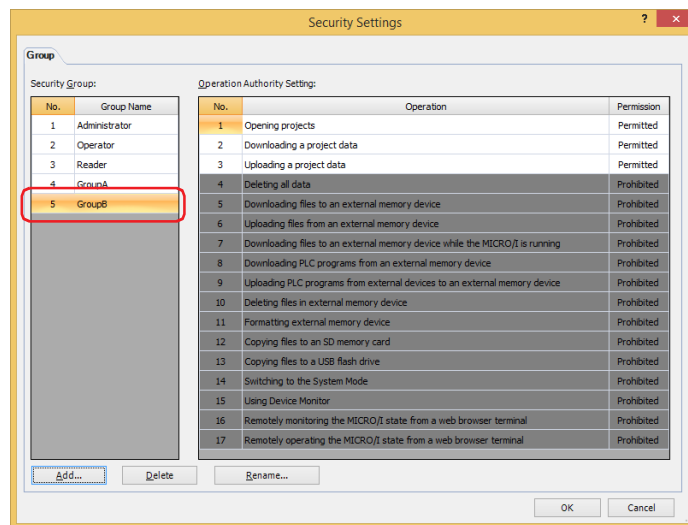 Security Settings
?
×
Group
Security Group:
Operation Authority Setting:
No. Group Name
1 Administrator
2 Operator
3 Reader
4 GroupA
5 GroupB
No. Operation Permission
1 Opening projects Permitted
2 Downloading a project data Permitted
3 Uploading a project data Permitted
4 Deleting all data Prohibited
5 Downloading files to an external memory device Prohibited
6 Uploading files from an external memory device Prohibited
7 Downloading files to an external memory device while the MICRO/I is running Prohibited
8 Downloading PLC programs from an external memory device Prohibited
9 Uploading PLC programs from external devices to an external memory device Prohibited
10 Deleting files in external memory device Prohibited
11 Formatting external memory device Prohibited
12 Copying files to an SD memory card Prohibited
13 Copying files to a USB flash drive Prohibited
14 Switching to the System Mode Prohibited
15 Using Device Monitor Prohibited
16 Remotely monitoring the MICRO/I state from a web browser terminal Prohibited
17 Remotely operating the MICRO/I state from a web browser terminal Prohibited
Add... Delete Rename...
OK Cancel